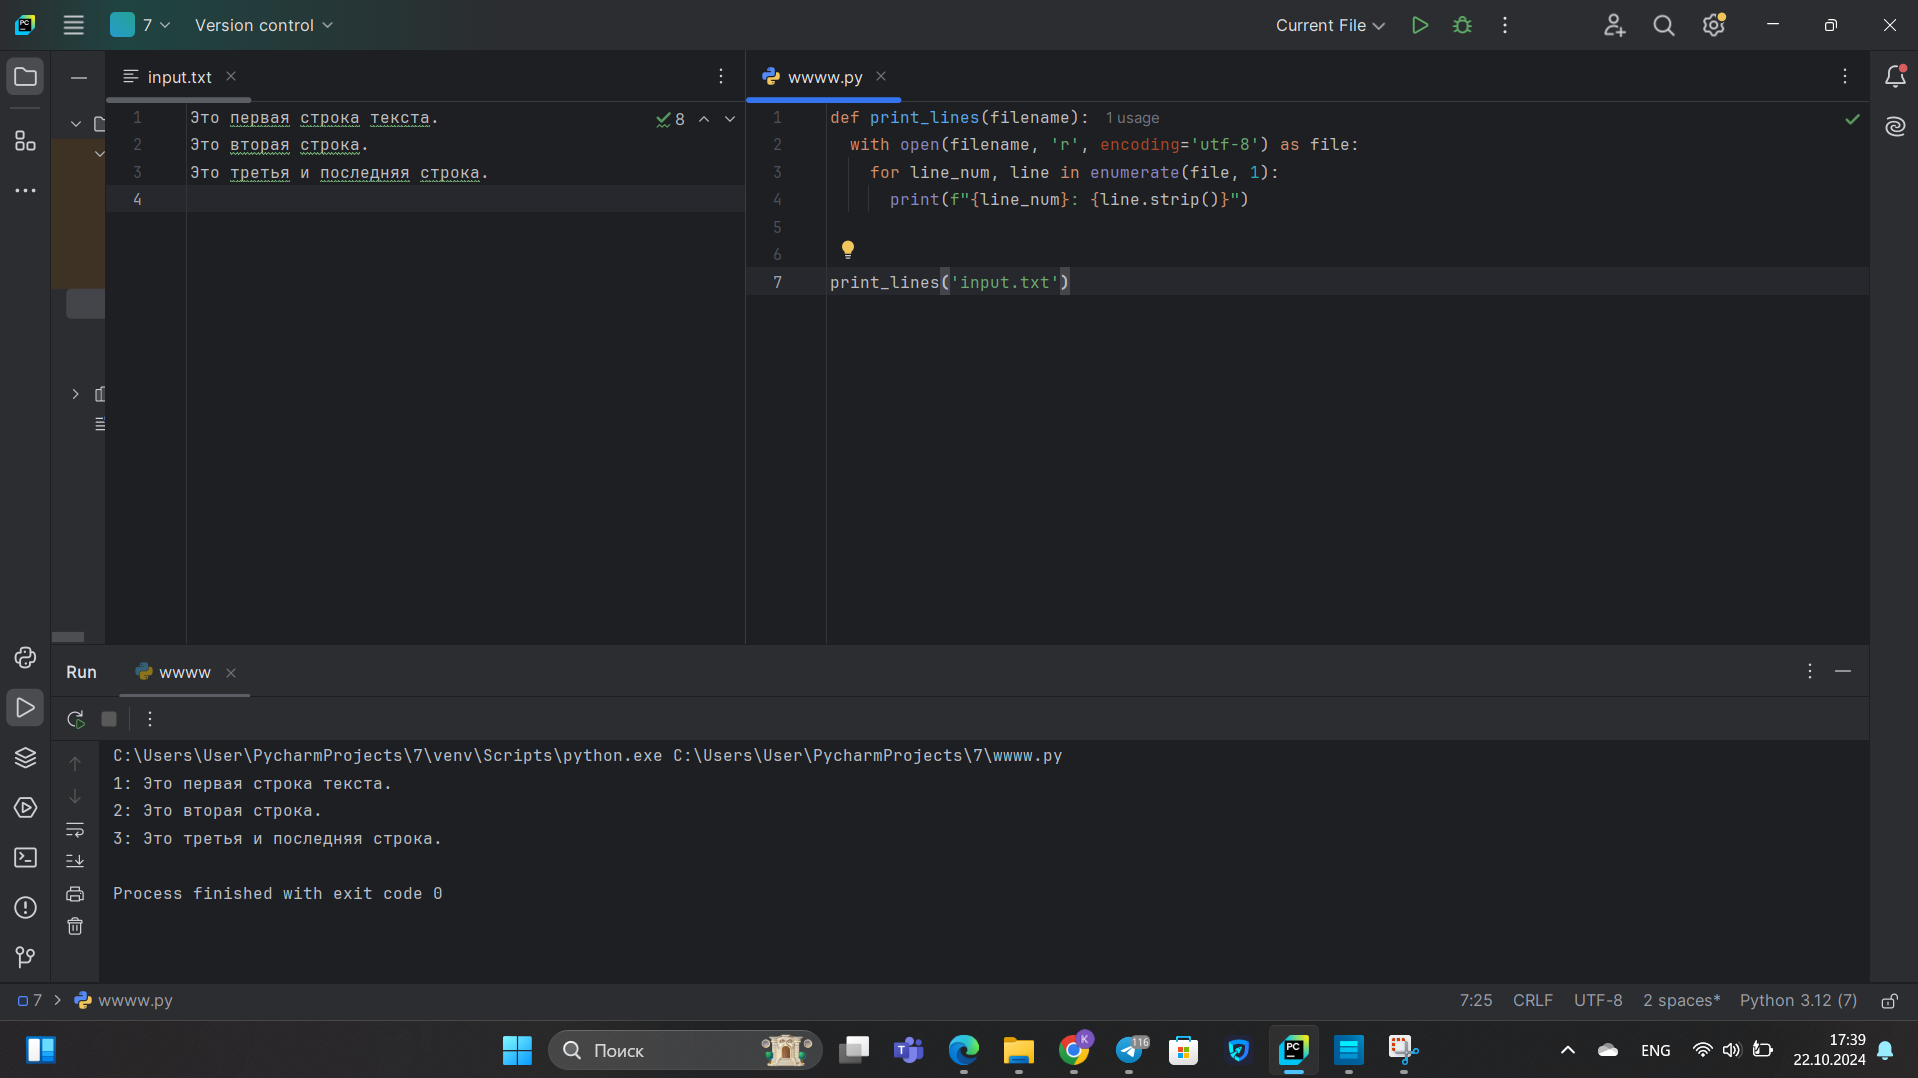 7
Version control
Current File
input.txt
1 Это первая строка текста.
2 Это вторая строка.
3 Это третья и последняя строка.
4
8
wwww.py
1 def print_lines(filename): 1 usage
2 with open(filename, 'r', encoding='utf-8') as file:
3 for line_num, line in enumerate(file, 1):
4 print(f"{line_num}: {line.strip()}")
5
6
7 print_lines('input.txt')
Run
wwww
C:\Users\User\PycharmProjects\7\venv\Scripts\python.exe C:\Users\User\PycharmProjects\7\wwww.py
1: Это первая строка текста.
2: Это вторая строка.
3: Это третья и последняя строка.
Process finished with exit code 0
7 > wwww.py
7:25 CRLF UTF-8 2 spaces* Python 3.12 (7)
Поиск
K
116
PC
ENG
17:39
22.10.2024